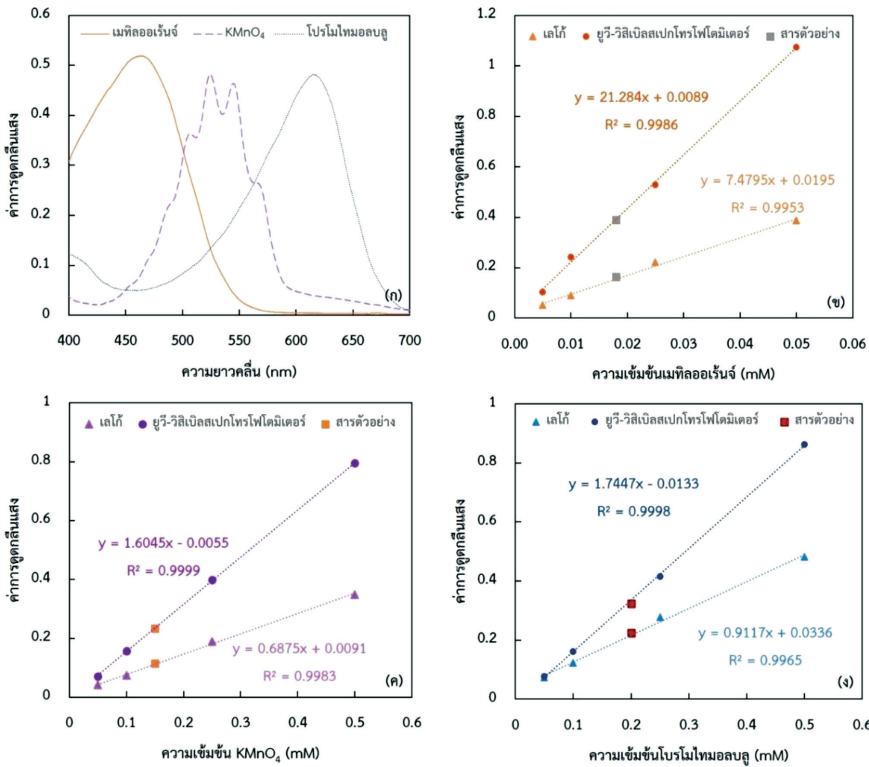 เมทิลออเร้นจ์ KMnO₄ โปรโมไทมอลบลู
ค่าการดูดกลืนแสง
0.6
0.5
0.4
0.3
0.2
0.1
0
400 450 500 550 600 650 700
(ก)
ความยาวคลื่น (nm)
เลโก้ ยูวี-วิสิเบิลสเปกโทรโฟโตมิเตอร์ สารตัวอย่าง
ค่าการดูดกลืนแสง
1.2
1
0.8
0.6
0.4
0.2
0
y = 21.284x + 0.0089
R² = 0.9986
y = 7.4795x + 0.0195
R² = 0.9953
(ข)
0.00 0.01 0.02 0.03 0.04 0.05 0.06
ความเข้มข้นเมทิลออเร้นจ์ (mM)
เลโก้ ยูวี-วิสิเบิลสเปกโทรโฟโตมิเตอร์ สารตัวอย่าง
ค่าการดูดกลืนแสง
1
0.8
0.6
0.4
0.2
0
y = 1.6045x - 0.0055
R² = 0.9999
y = 0.6875x + 0.0091
R² = 0.9983
(ค)
0 0.1 0.2 0.3 0.4 0.5 0.6
ความเข้มข้น KMnO₄ (mM)
เลโก้ ยูวี-วิสิเบิลสเปกโทรโฟโตมิเตอร์ สารตัวอย่าง
ค่าการดูดกลืนแสง
1
0.8
0.6
0.4
0.2
0
y = 1.7447x - 0.0133
R² = 0.9998
y = 0.9117x + 0.0336
R² = 0.9965
(ง)
0 0.1 0.2 0.3 0.4 0.5 0.6
ความเข้มข้นโบรโมไทมอลบลู (mM)